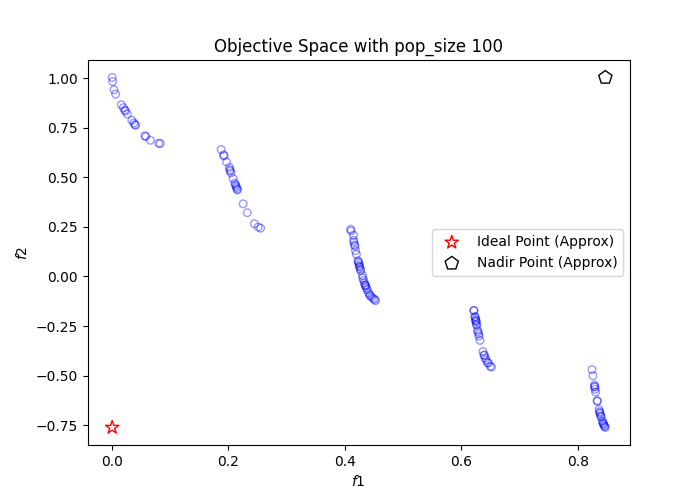 Objective Space with pop_size 100
1.00
0.75
0.50
0.25
0.00
−0.25
−0.50
−0.75
f2
Ideal Point (Approx)
Nadir Point (Approx)
0.0 0.2 0.4 0.6 0.8
f1